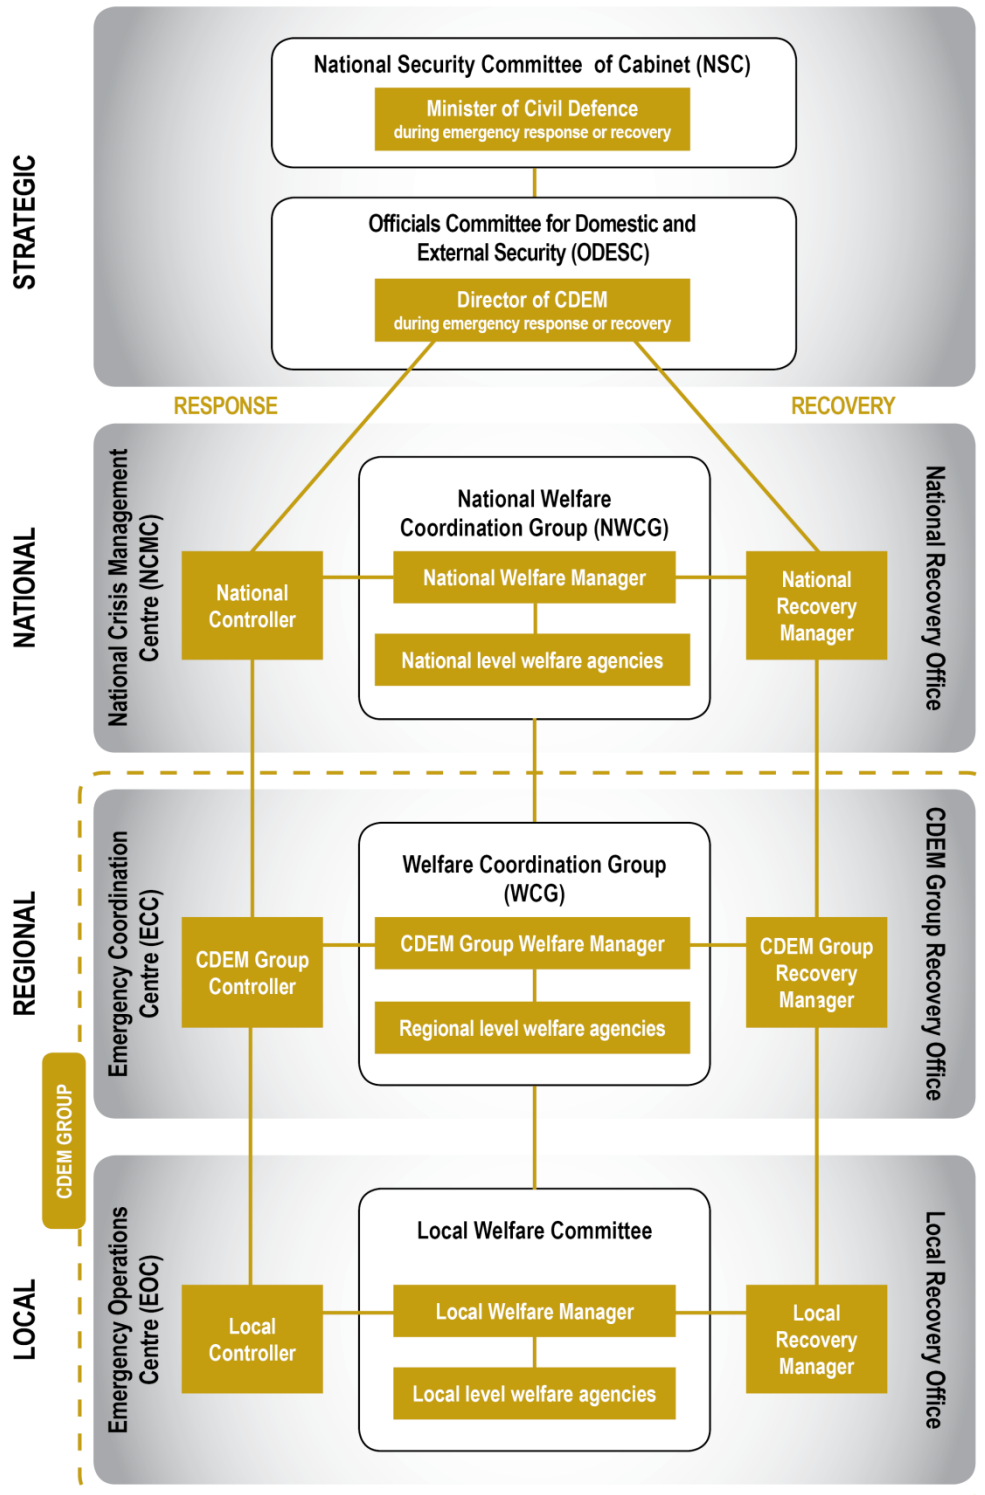 STRATEGIC
National Security Committee of Cabinet (NSC)
Minister of Civil Defence
during emergency response or recovery
Officials Committee for Domestic and
External Security (ODESC)
Director of CDEM
during emergency response or recovery
RESPONSE
RECOVERY
NATIONAL
National Crisis Management
Centre (NCMC)
National Welfare
Coordination Group (NWCG)
National Controller
National Welfare Manager
National level welfare agencies
National
Recovery
Manager
National Recovery Office
REGIONAL
Emergency Coordination
Centre (ECC)
Welfare Coordination Group
(WCG)
CDEM Group
Controller
CDEM Group Welfare Manager
Regional level welfare agencies
CDEM Group
Recovery
Manager
CDEM Group Recovery Office
CDEM GROUP
LOCAL
Emergency Operations
Centre (EOC)
Local Welfare Committee
Local
Controller
Local Welfare Manager
Local level welfare agencies
Local
Recovery
Manager
Local Recovery Office